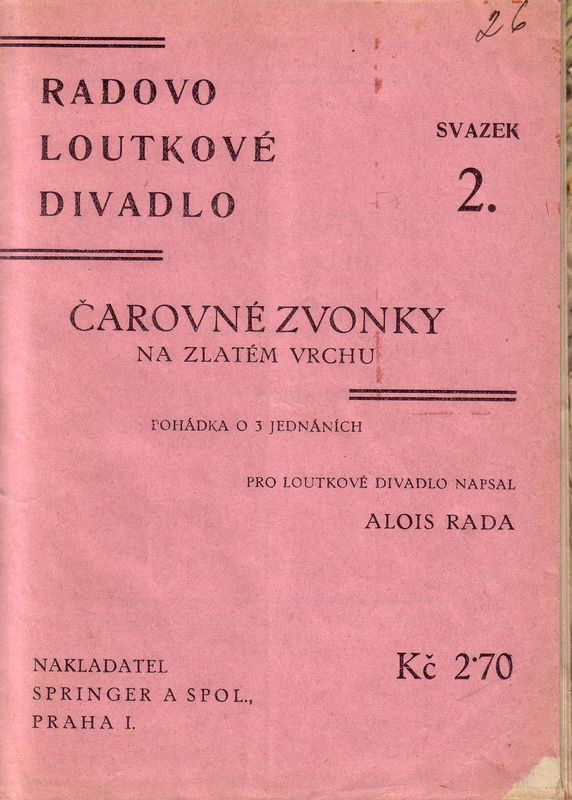 26
RADOVO
LOUTKOVÉ
DIVADLO
SVAZEK
2.
ČAROVNÉ ZVONKY
NA ZLATÉM VRCHU
POHÁDKA O 3 JEDNÁNÍCH
PRO LOUTKOVÉ DIVADLO NAPSAL
ALOIS RADA
NAKLADATEL
SPRINGER A SPOL.,
PRAHA I.
Kč 2·70